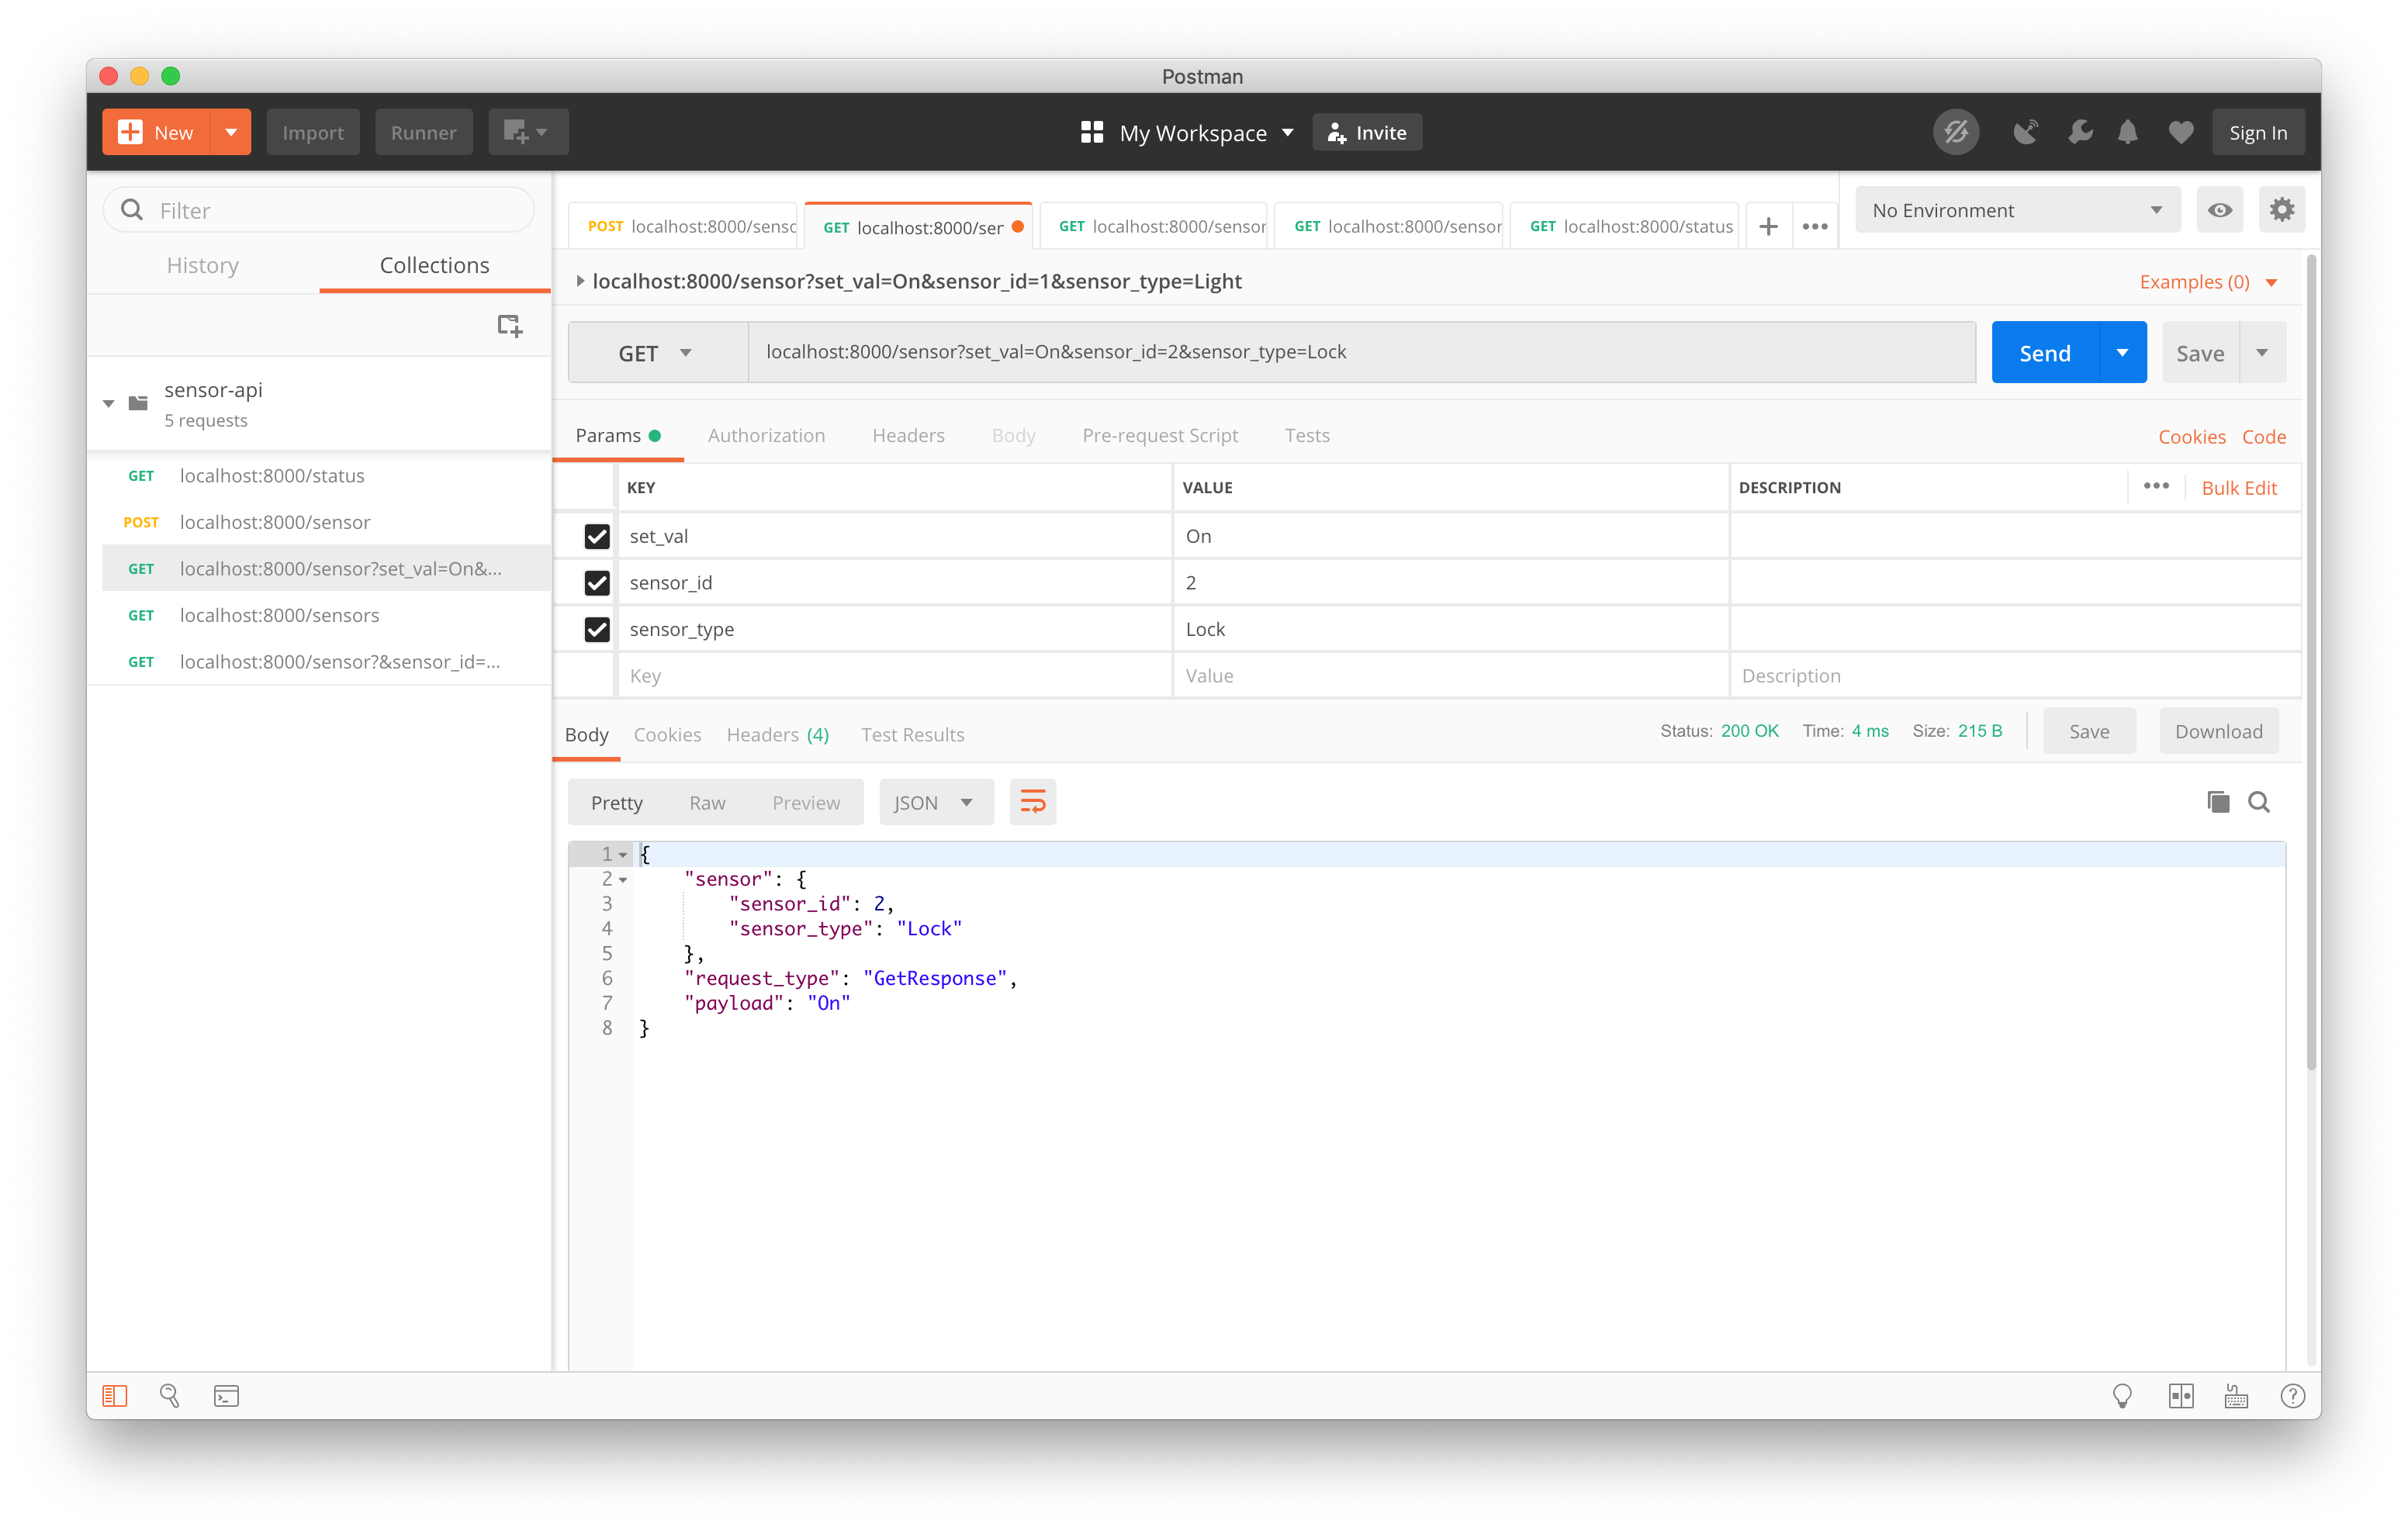 Postman
New
Import
Runner
My Workspace
Invite
Sign In
Filter
History
Collections
sensor-api
5 requests
GET localhost:8000/status
POST localhost:8000/sensor
GET localhost:8000/sensor?set_val=On&...
GET localhost:8000/sensors
GET localhost:8000/sensor?&sensor_id=...
POST localhost:8000/senso
GET localhost:8000/ser
GET localhost:8000/sensor
GET localhost:8000/sensor
GET localhost:8000/status
No Environment
localhost:8000/sensor?set_val=On&sensor_id=1&sensor_type=Light
Examples (0)
GET
localhost:8000/sensor?set_val=On&sensor_id=2&sensor_type=Lock
Send
Save
Params
Authorization
Headers
Body
Pre-request Script
Tests
Cookies
Code
KEY VALUE DESCRIPTION
Bulk Edit
set_val On
sensor_id 2
sensor_type Lock
Key Value Description
Body
Cookies
Headers (4)
Test Results
Status: 200 OK Time: 4 ms Size: 215 B
Save
Download
Pretty
Raw
Preview
JSON
1 {
2 "sensor": {
3 "sensor_id": 2,
4 "sensor_type": "Lock"
5 },
6 "request_type": "GetResponse",
7 "payload": "On"
8 }